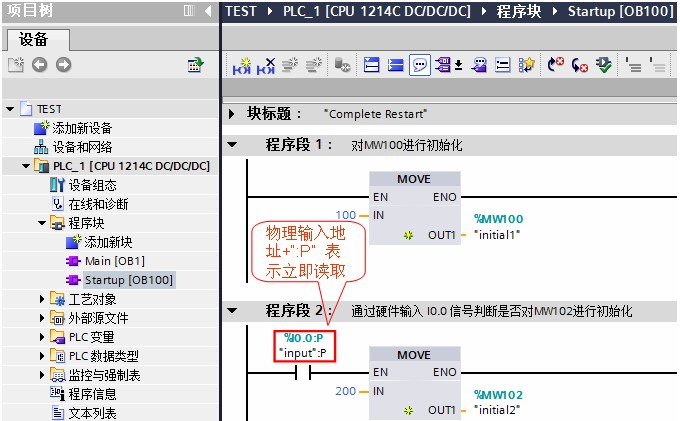 项目树
TEST ▸ PLC_1 [CPU 1214C DC/DC/DC] ▸ 程序块 ▸ Startup [OB100]
设备
TEST
添加新设备
设备和网络
PLC_1 [CPU 1214C DC/DC/DC]
设备组态
在线和诊断
程序块
添加新块
Main [OB1]
Startup [OB100]
工艺对象
外部源文件
PLC 变量
PLC 数据类型
监控与强制表
程序信息
文本列表
块标题： "Complete Restart"
程序段 1： 对MW100进行初始化
MOVE
EN ENO
100 IN
%MW100
OUT1 "initial1"
物理输入地
址+":P" 表
示立即读取
程序段 2： 通过硬件输入 I0.0 信号判断是否对MW102进行初始化
%I0.0:P
"input":P
MOVE
EN ENO
200 IN
%MW102
OUT1 "initial2"